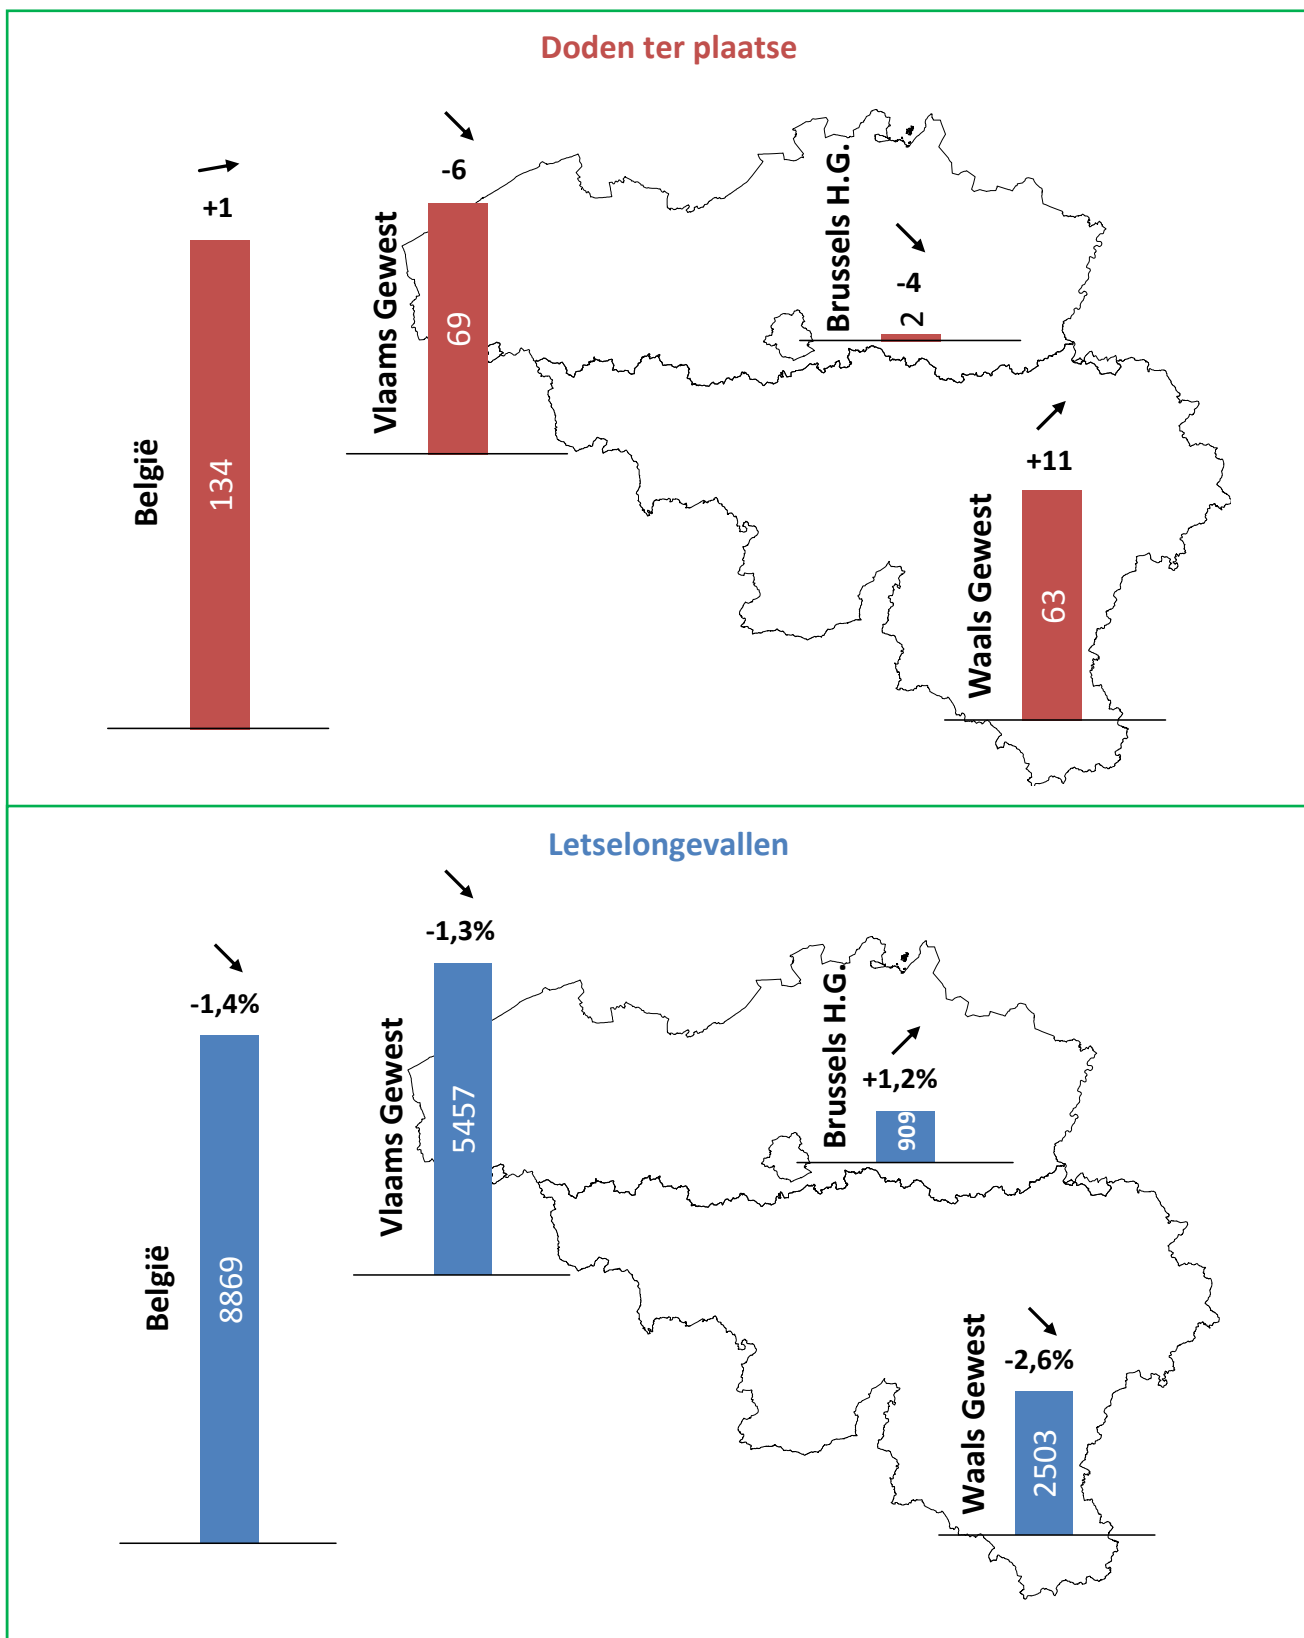 Doden ter plaatse
+1
België
134
-6
Vlaams Gewest
69
Brussels H.G.
-4
2
+11
Waals Gewest
63
Letselongevallen
-1,4%
België
8869
-1,3%
Vlaams Gewest
5457
Brussels H.G.
+1,2%
909
-2,6%
Waals Gewest
2503